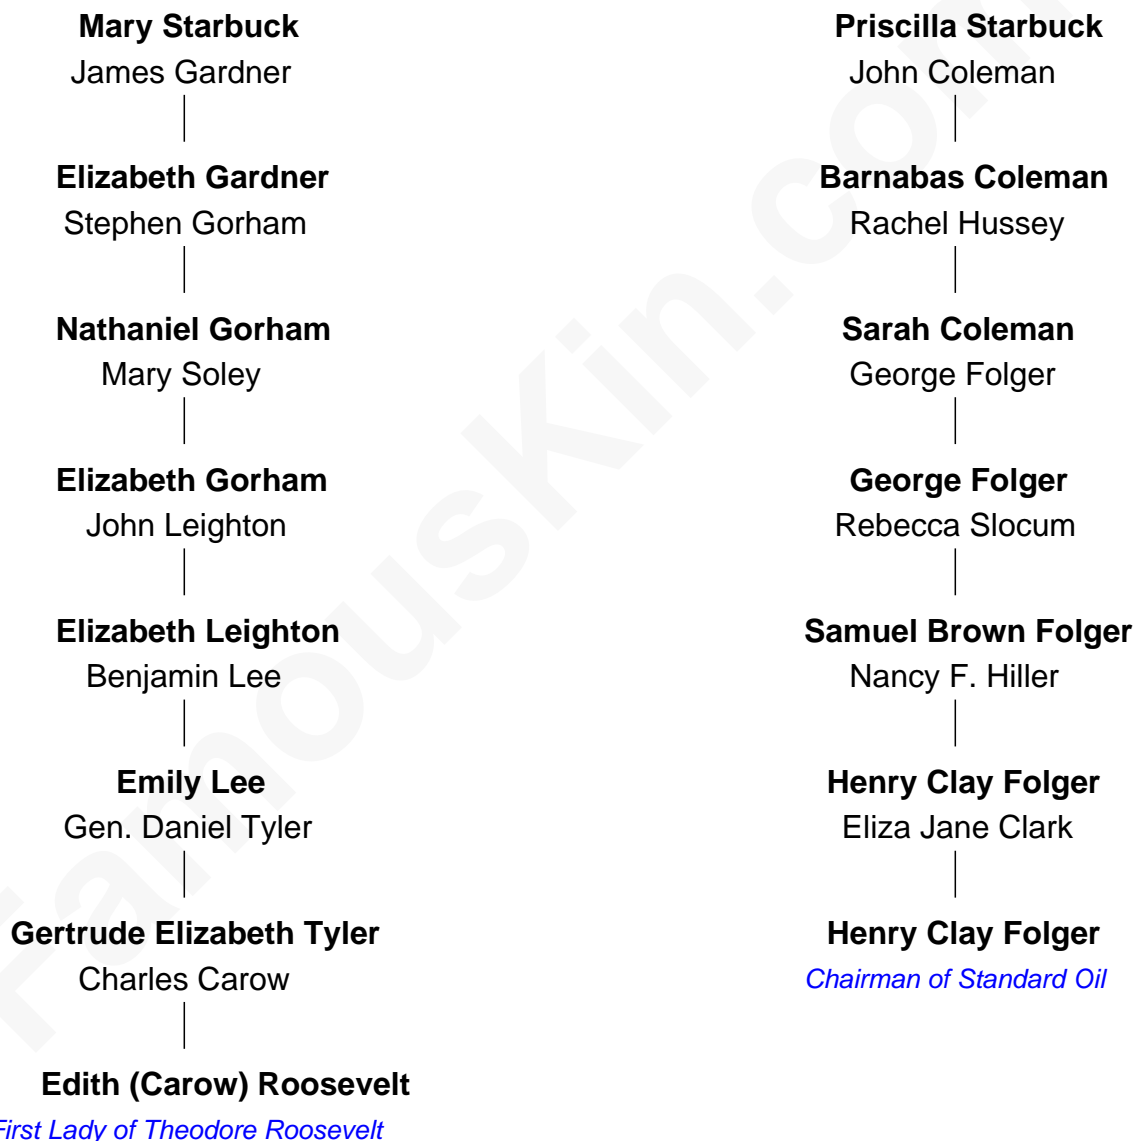 Mary Starbuck
James Gardner
Elizabeth Gardner
Stephen Gorham
Nathaniel Gorham
Mary Soley
Elizabeth Gorham
John Leighton
Elizabeth Leighton
Benjamin Lee
Emily Lee
Gen. Daniel Tyler
Gertrude Elizabeth Tyler
Charles Carow
Edith (Carow) Roosevelt
First Lady of Theodore Roosevelt
Priscilla Starbuck
John Coleman
Barnabas Coleman
Rachel Hussey
Sarah Coleman
George Folger
George Folger
Rebecca Slocum
Samuel Brown Folger
Nancy F. Hiller
Henry Clay Folger
Eliza Jane Clark
Henry Clay Folger
Chairman of Standard Oil
FamousKin.com